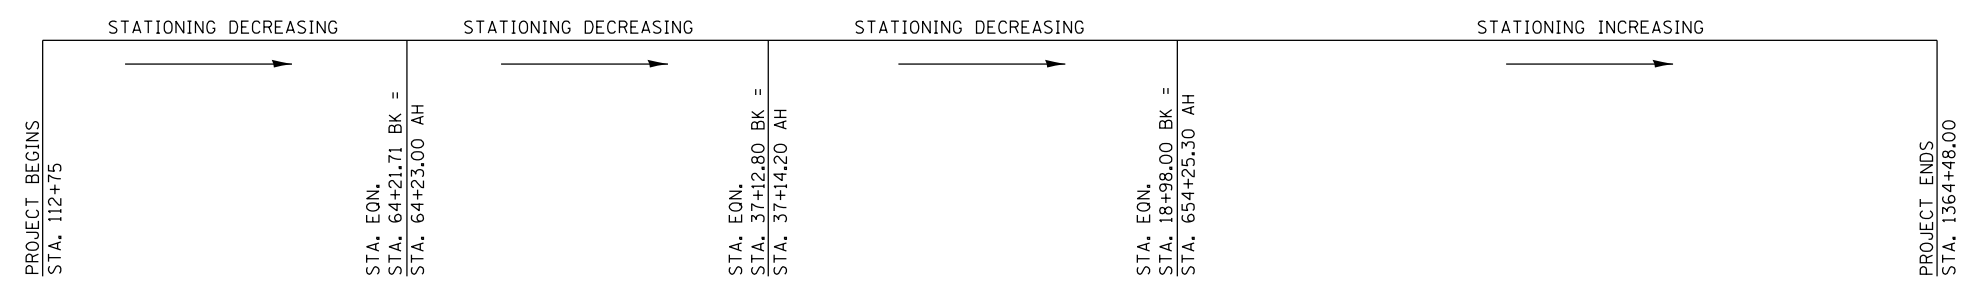 STATIONING DECREASING
STATIONING DECREASING
STATIONING DECREASING
STATIONING INCREASING
PROJECT BEGINS
STA. 112+75
STA. EQN.
STA. 64+21.71 BK =
STA. 64+23.00 AH
STA. EQN.
STA. 37+12.80 BK =
STA. 37+14.20 AH
STA. EQN.
STA. 18+98.00 BK =
STA. 654+25.30 AH
PROJECT ENDS
STA. 1364+48.00